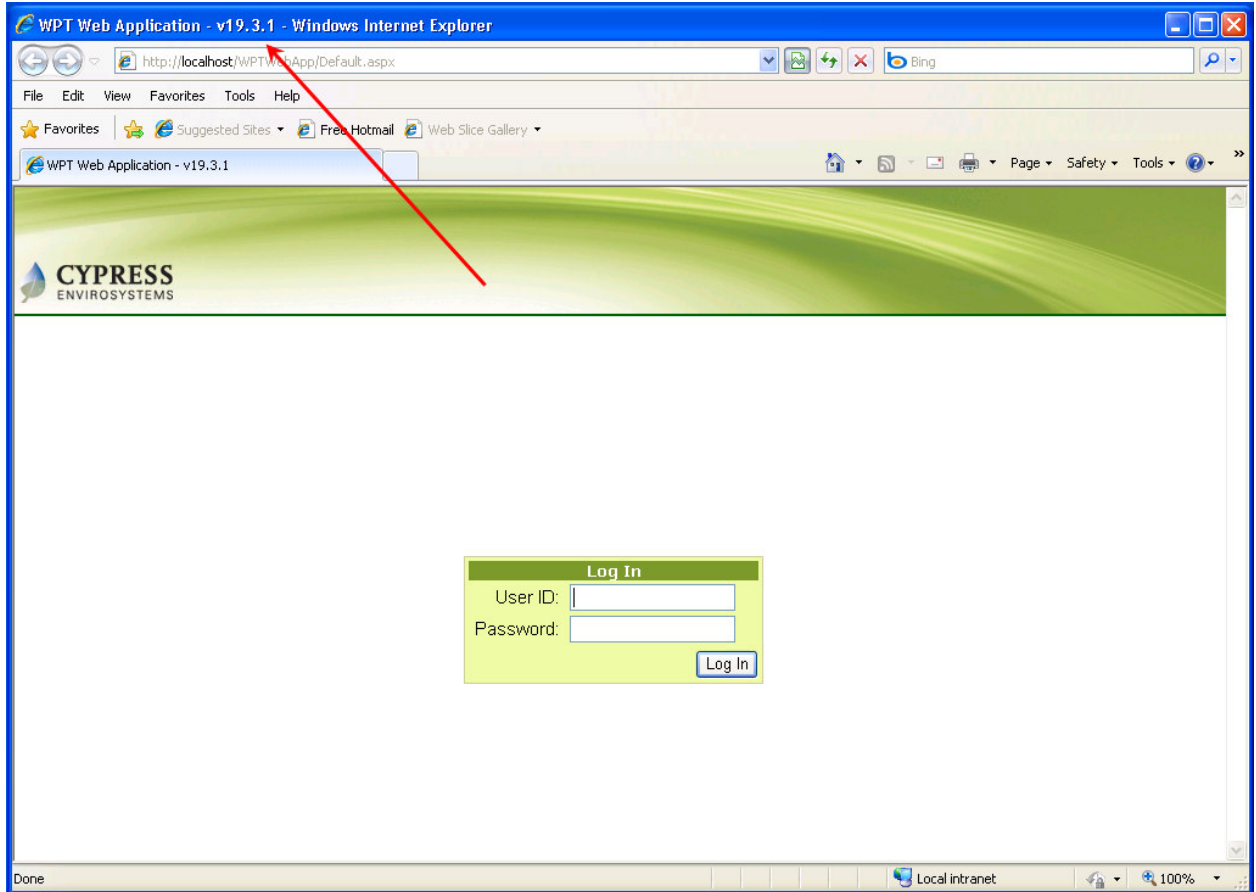 WPT Web Application - v19.3.1 - Windows Internet Explorer
http://localhost/WPTWebApp/Default.aspx
Bing
File Edit View Favorites Tools Help
Favorites Suggested Sites Free Hotmail Web Slice Gallery
WPT Web Application - v19.3.1
Page Safety Tools »
CYPRESS
ENVIROSYSTEMS
Log In
User ID:
Password:
Log In
Done Local intranet 100%